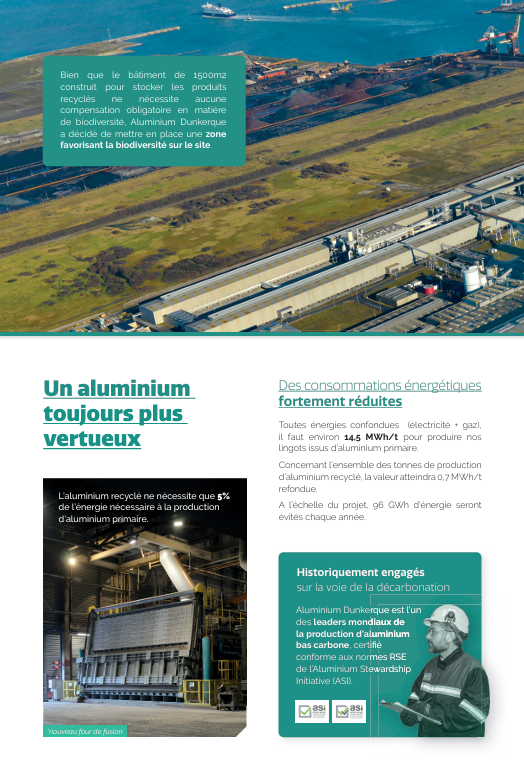 Bien que le bâtiment de 1500m2
construit pour stocker les produits
recyclés ne nécessite aucune
compensation obligatoire en matière
de biodiversité, Aluminium Dunkerque
a décidé de mettre en place une zone
favorisant la biodiversité sur le site.
Un aluminium
toujours plus
vertueux
L'aluminium recyclé ne nécessite que 5%
de l'énergie nécessaire à la production
d'aluminium primaire.
*nouveau four de fusion
Des consommations énergétiques
fortement réduites
Toutes énergies confondues (électricité + gaz),
il faut environ 14,5 MWh/t pour produire nos
lingots issus d'aluminium primaire.
Concernant l'ensemble des tonnes de production
d'aluminium recyclé, la valeur atteindra 0,7 MWh/t
refondue.
A l'échelle du projet, 96 GWh d'énergie seront
évités chaque année.
Historiquement engagés
sur la voie de la décarbonation
Aluminium Dunkerque est l'un
des leaders mondiaux de
la production d'aluminium
bas carbone, certifié
conforme aux normes RSE
de l'Aluminium Stewardship
Initiative (ASI).
asi
asi